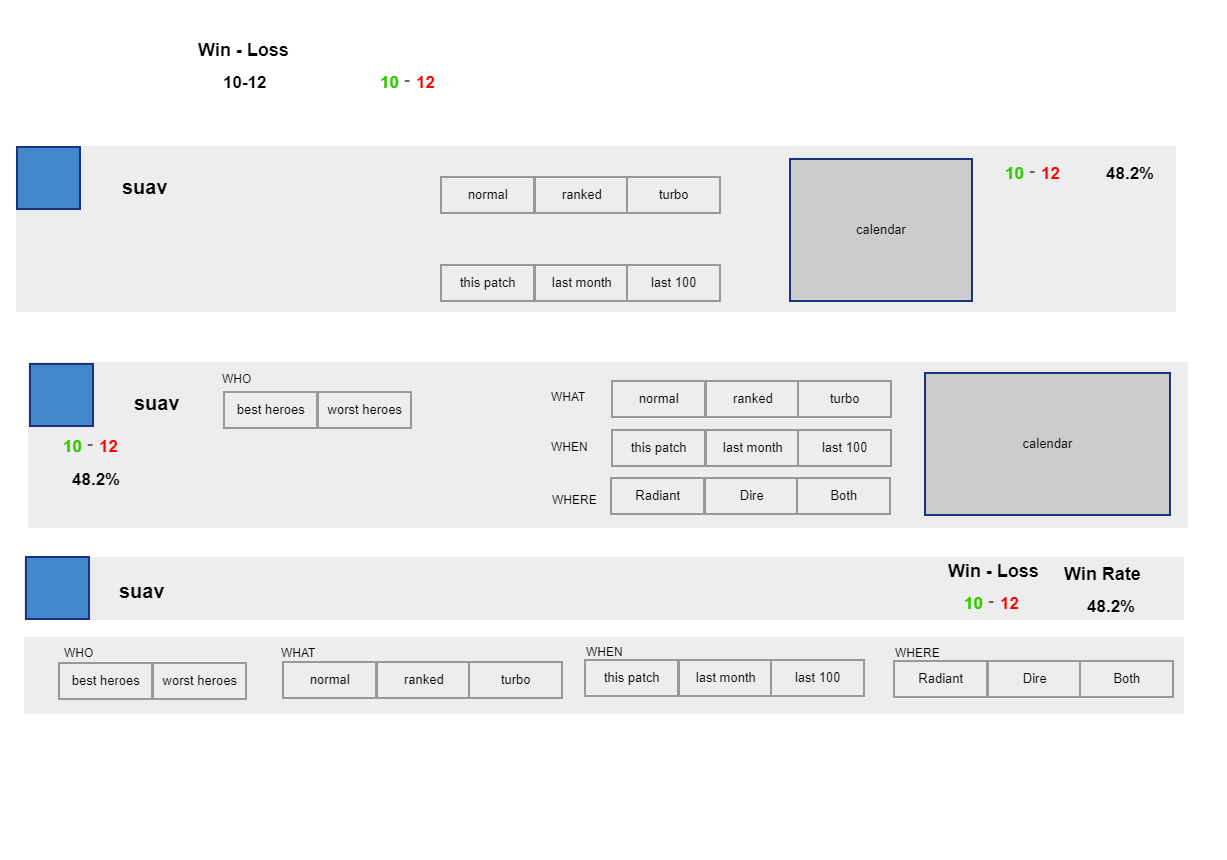 Win - Loss
10-12
10 - 12
suav
normal ranked turbo
this patch last month last 100
calendar
10 - 12
48.2%
suav
10 - 12
48.2%
WHO
best heroes worst heroes
WHAT
normal ranked turbo
WHEN
this patch last month last 100
WHERE
Radiant Dire Both
calendar
suav
Win - Loss
10 - 12
Win Rate
48.2%
WHO
best heroes worst heroes
WHAT
normal ranked turbo
WHEN
this patch last month last 100
WHERE
Radiant Dire Both